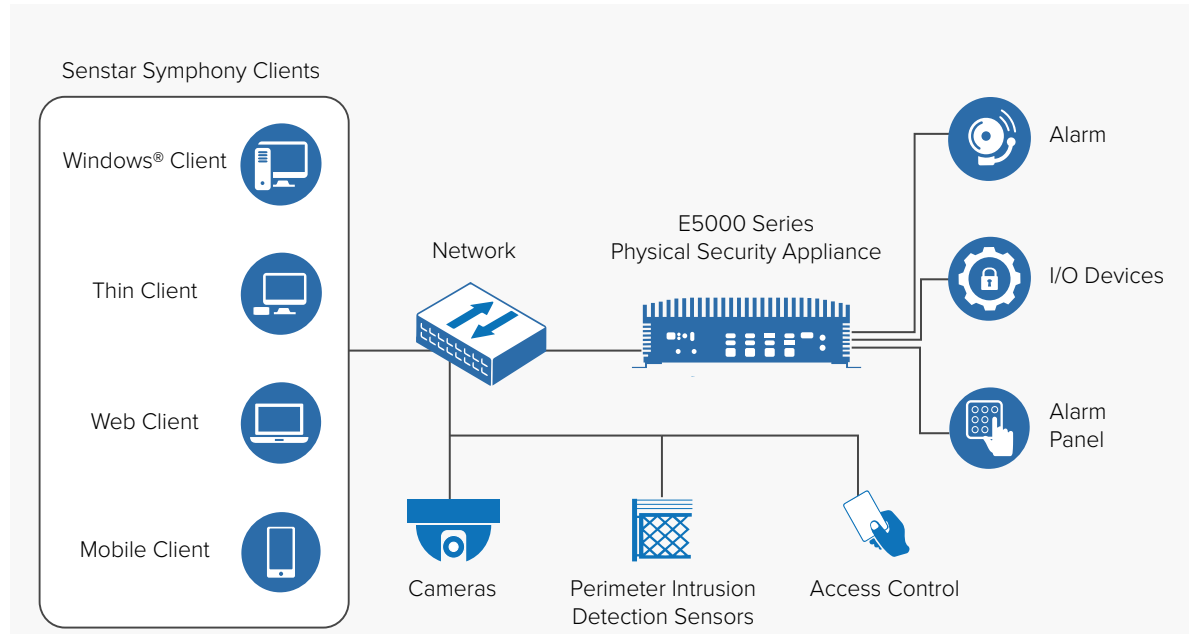 Senstar Symphony Clients
Windows® Client
Thin Client
Web Client
Mobile Client
Network
E5000 Series
Physical Security Appliance
Alarm
I/O Devices
Alarm
Panel
Cameras
Perimeter Intrusion
Detection Sensors
Access Control